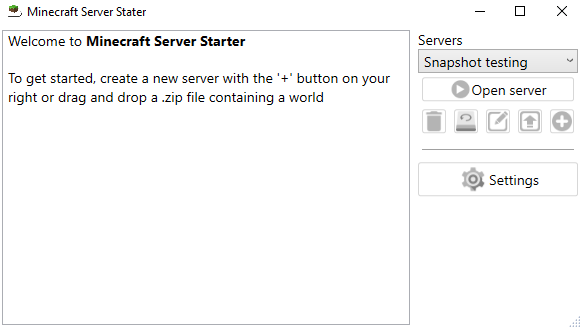 Minecraft Server Stater
Welcome to Minecraft Server Starter
To get started, create a new server with the '+' button on your
right or drag and drop a .zip file containing a world
Servers
Snapshot testing
Open server
Settings